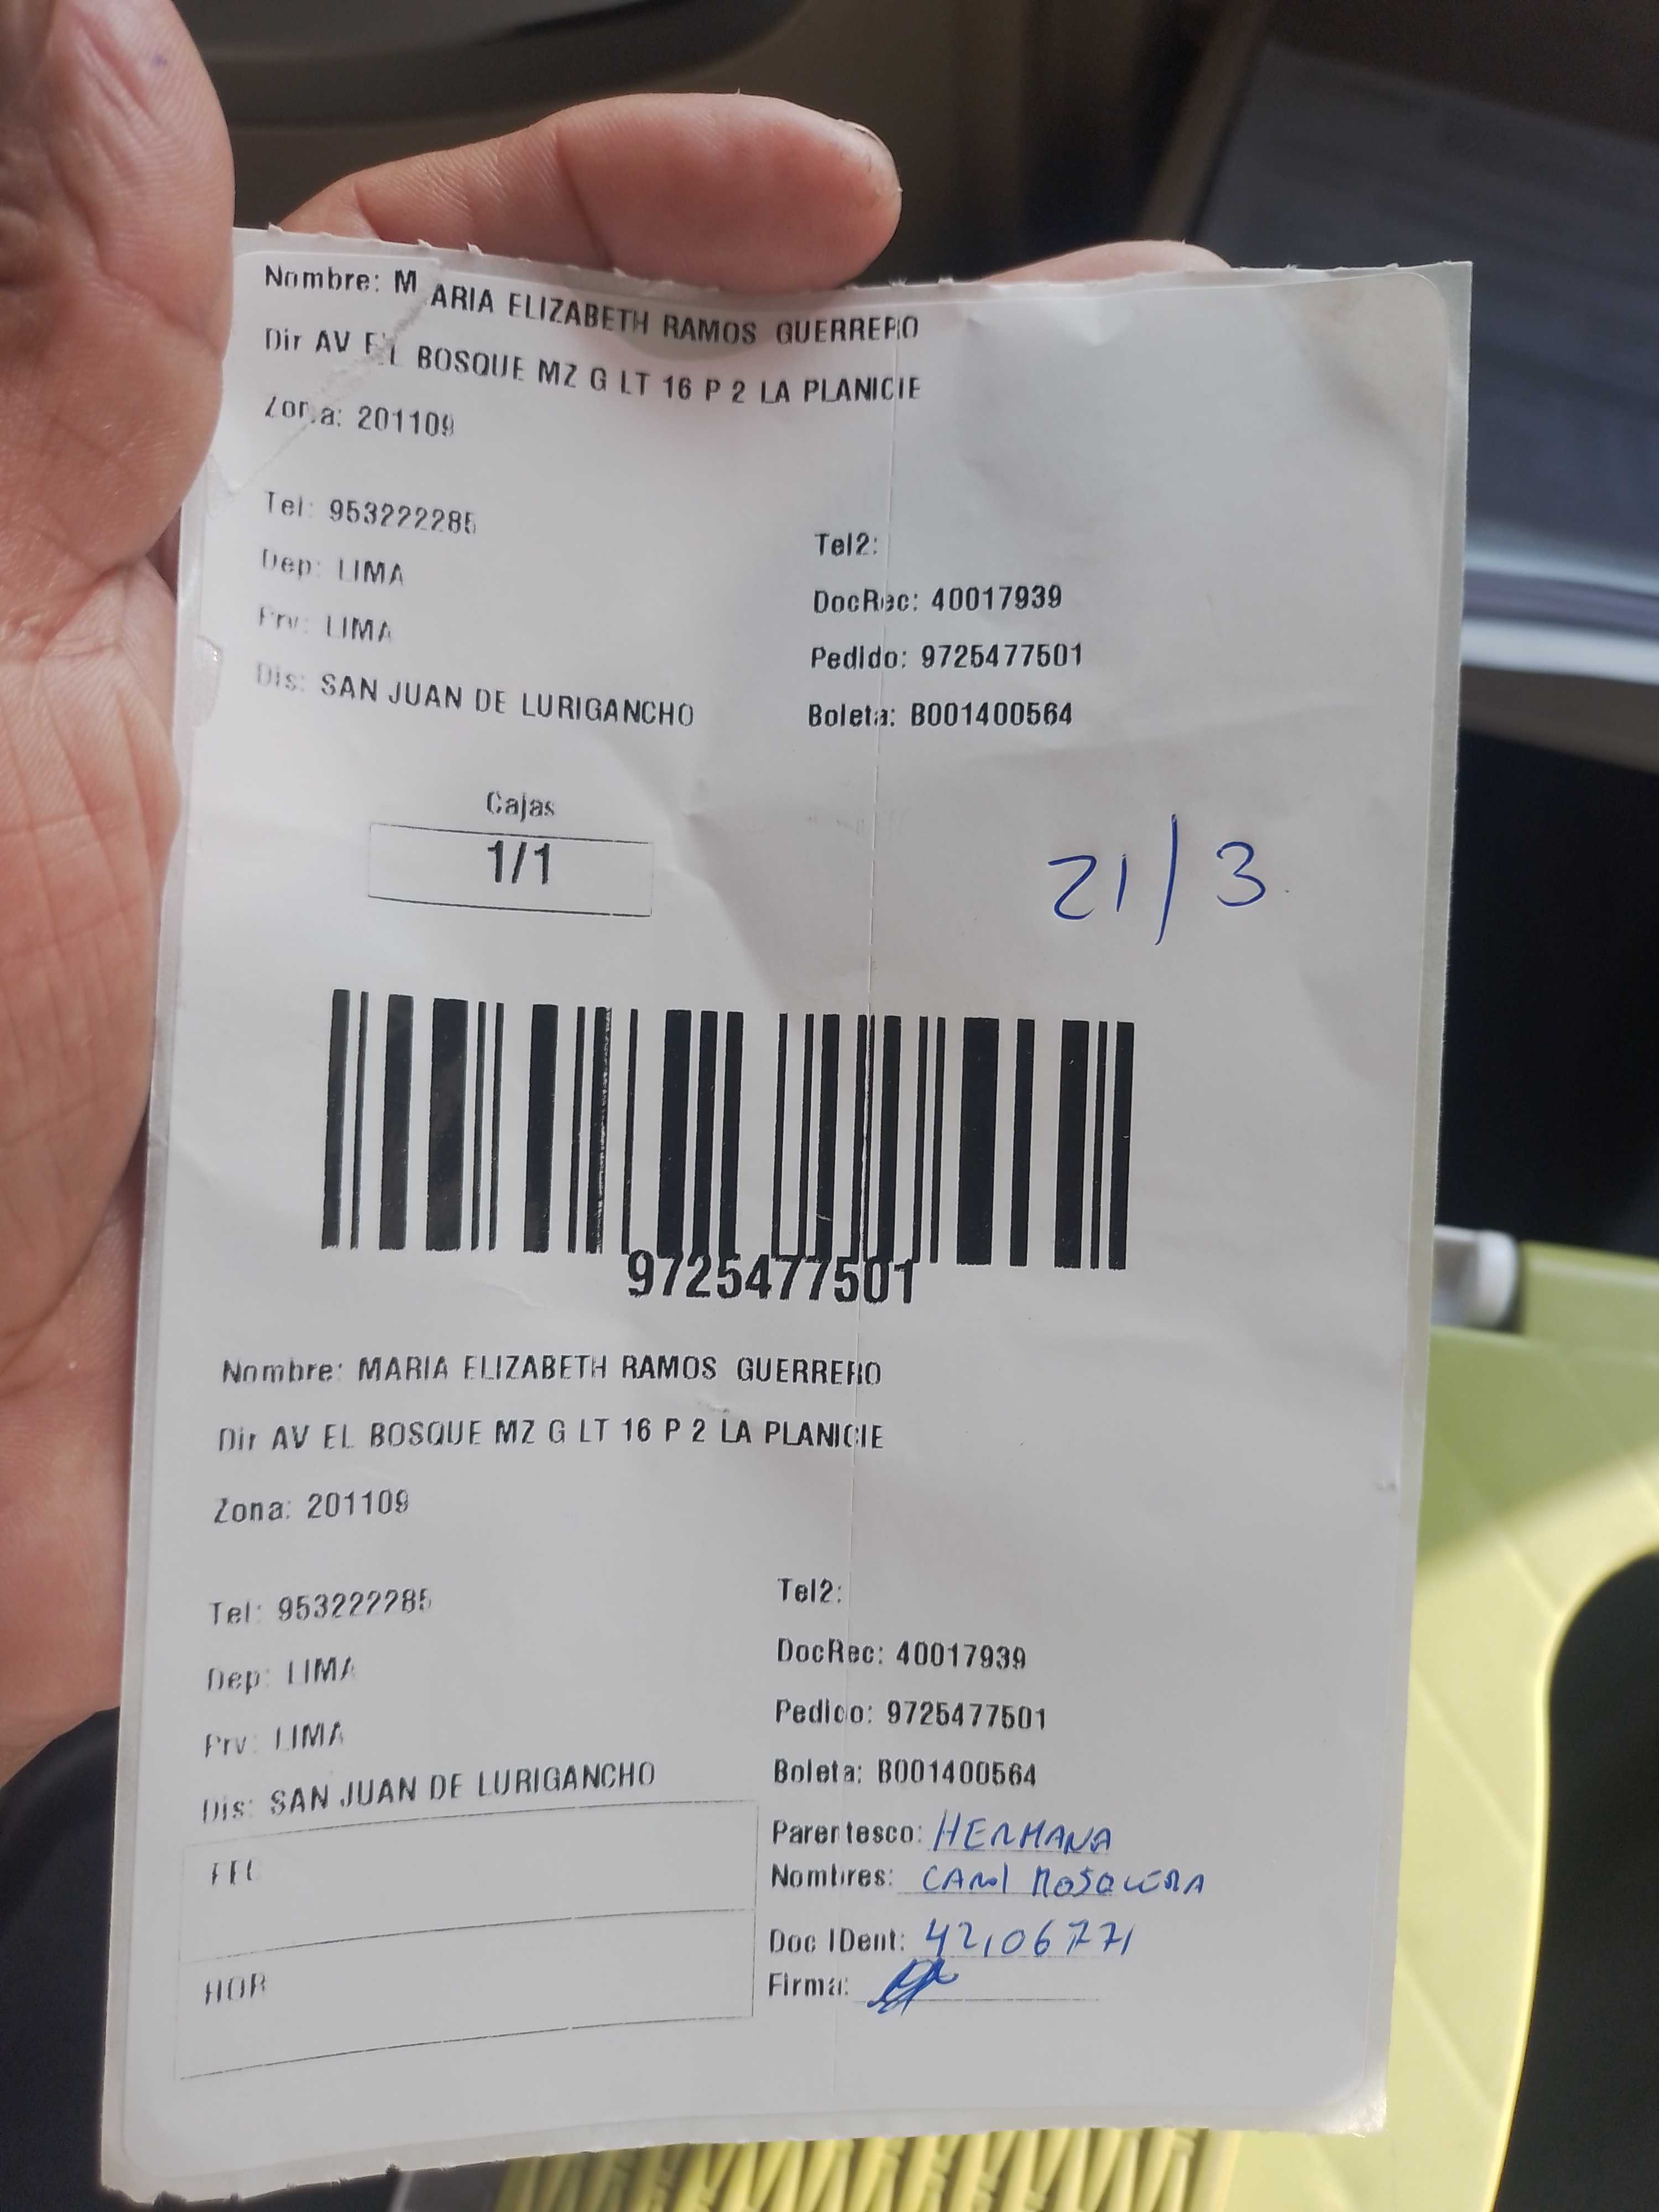 Nombre: MARIA ELIZABETH RAMOS GUERRERO
Dir AV EL BOSQUE MZ G LT 16 P 2 LA PLANICIE
Zona: 201109
Tel: 953222285
Tel2:
Dep: LIMA
DocRec: 40017939
Prv: LIMA
Pedido: 9725477501
Dis: SAN JUAN DE LURIGANCHO
Boleta: B001400564
Cajas
1/1
21/3
9725477501
Nombre: MARIA ELIZABETH RAMOS GUERRERO
Dir AV EL BOSQUE MZ G LT 16 P 2 LA PLANICIE
Zona: 201109
Tel: 953222285
Tel2:
Dep: LIMA
DocRec: 40017939
Prv: LIMA
Pedido: 9725477501
Dis: SAN JUAN DE LURIGANCHO
Boleta: B001400564
FEC
Parentesco: HERMANA
Nombres: CAROL MOSQUERA
Doc IDent: 42106771
HOR
Firma: